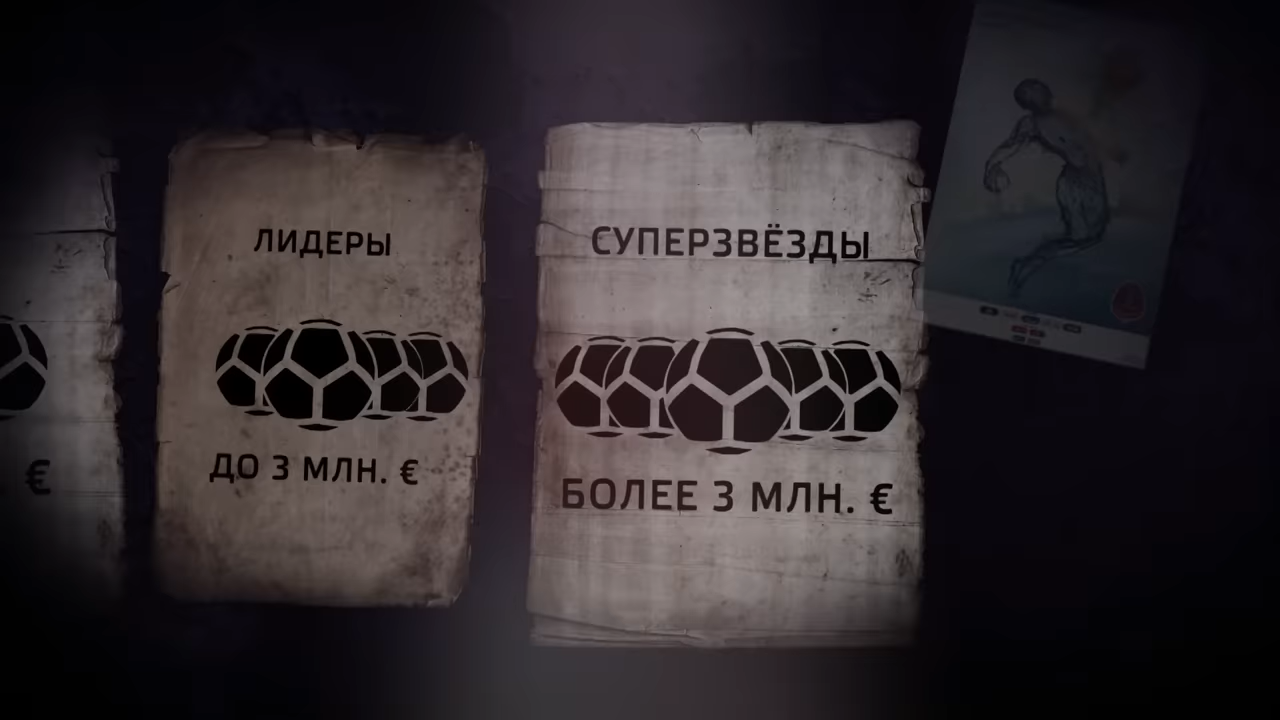 €
ЛИДЕРЫ
ДО 3 МЛН. €
СУПЕРЗВЁЗДЫ
БОЛЕЕ 3 МЛН. €